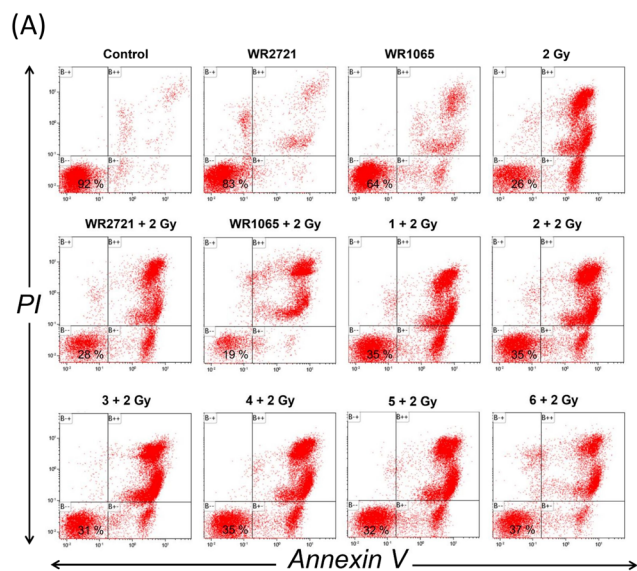 (A)
Control WR2721 WR1065 2 Gy
B-+ B++ B-+ B++ B-+ B++ B-+ B++
B-- B+- B-- B+- B-- B+- B-- B+-
92 % 83 % 64 % 26 %
WR2721 + 2 Gy WR1065 + 2 Gy 1 + 2 Gy 2 + 2 Gy
B-+ B++ B-+ B++ B-+ B++ B-+ B++
PI
B-- B+- B-- B+- B-- B+- B-- B+-
28 % 19 % 35 % 35 %
3 + 2 Gy 4 + 2 Gy 5 + 2 Gy 6 + 2 Gy
B-+ B++ B-+ B++ B-+ B++ B-+ B++
B-- B+- B-- B+- B-- B+- B-- B+-
31 % 35 % 32 % 37 %
Annexin V